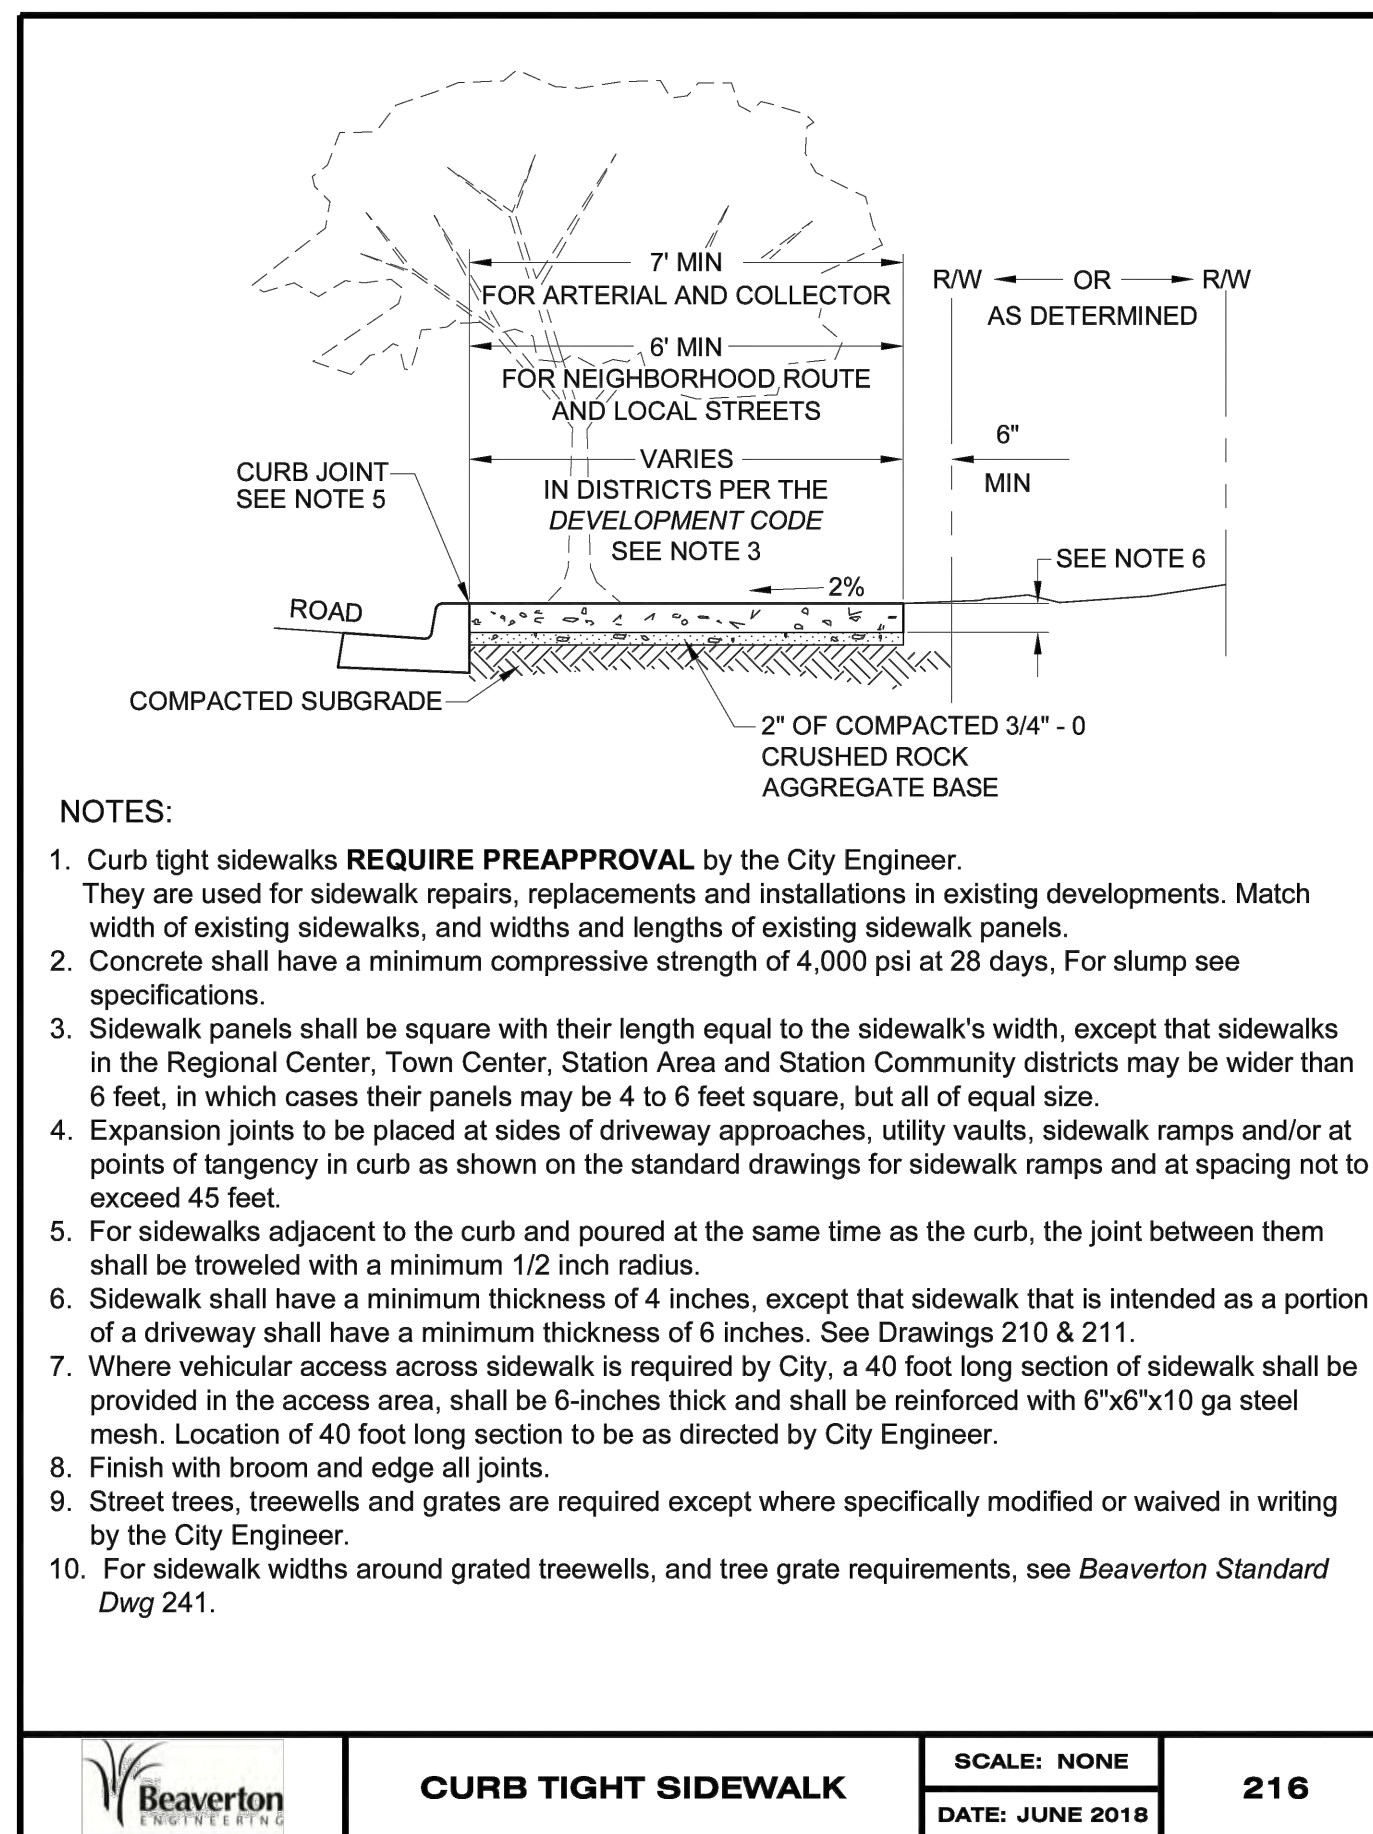 7' MIN
FOR ARTERIAL AND COLLECTOR
R/W OR R/W
AS DETERMINED
6' MIN
FOR NEIGHBORHOOD ROUTE
AND LOCAL STREETS
6"
MIN
VARIES
IN DISTRICTS PER THE
DEVELOPMENT CODE
SEE NOTE 3
CURB JOINT
SEE NOTE 5
SEE NOTE 6
2%
ROAD
COMPACTED SUBGRADE
2" OF COMPACTED 3/4" - 0
CRUSHED ROCK
AGGREGATE BASE
NOTES:
1. Curb tight sidewalks REQUIRE PREAPPROVAL by the City Engineer.
They are used for sidewalk repairs, replacements and installations in existing developments. Match
width of existing sidewalks, and widths and lengths of existing sidewalk panels.
2. Concrete shall have a minimum compressive strength of 4,000 psi at 28 days, For slump see
specifications.
3. Sidewalk panels shall be square with their length equal to the sidewalk's width, except that sidewalks
in the Regional Center, Town Center, Station Area and Station Community districts may be wider than
6 feet, in which cases their panels may be 4 to 6 feet square, but all of equal size.
4. Expansion joints to be placed at sides of driveway approaches, utility vaults, sidewalk ramps and/or at
points of tangency in curb as shown on the standard drawings for sidewalk ramps and at spacing not to
exceed 45 feet.
5. For sidewalks adjacent to the curb and poured at the same time as the curb, the joint between them
shall be troweled with a minimum 1/2 inch radius.
6. Sidewalk shall have a minimum thickness of 4 inches, except that sidewalk that is intended as a portion
of a driveway shall have a minimum thickness of 6 inches. See Drawings 210 & 211.
7. Where vehicular access across sidewalk is required by City, a 40 foot long section of sidewalk shall be
provided in the access area, shall be 6-inches thick and shall be reinforced with 6"x6"x10 ga steel
mesh. Location of 40 foot long section to be as directed by City Engineer.
8. Finish with broom and edge all joints.
9. Street trees, treewells and grates are required except where specifically modified or waived in writing
by the City Engineer.
10. For sidewalk widths around grated treewells, and tree grate requirements, see Beaverton Standard
Dwg 241.
Beaverton
ENGINEERING
CURB TIGHT SIDEWALK
SCALE: NONE
DATE: JUNE 2018
216